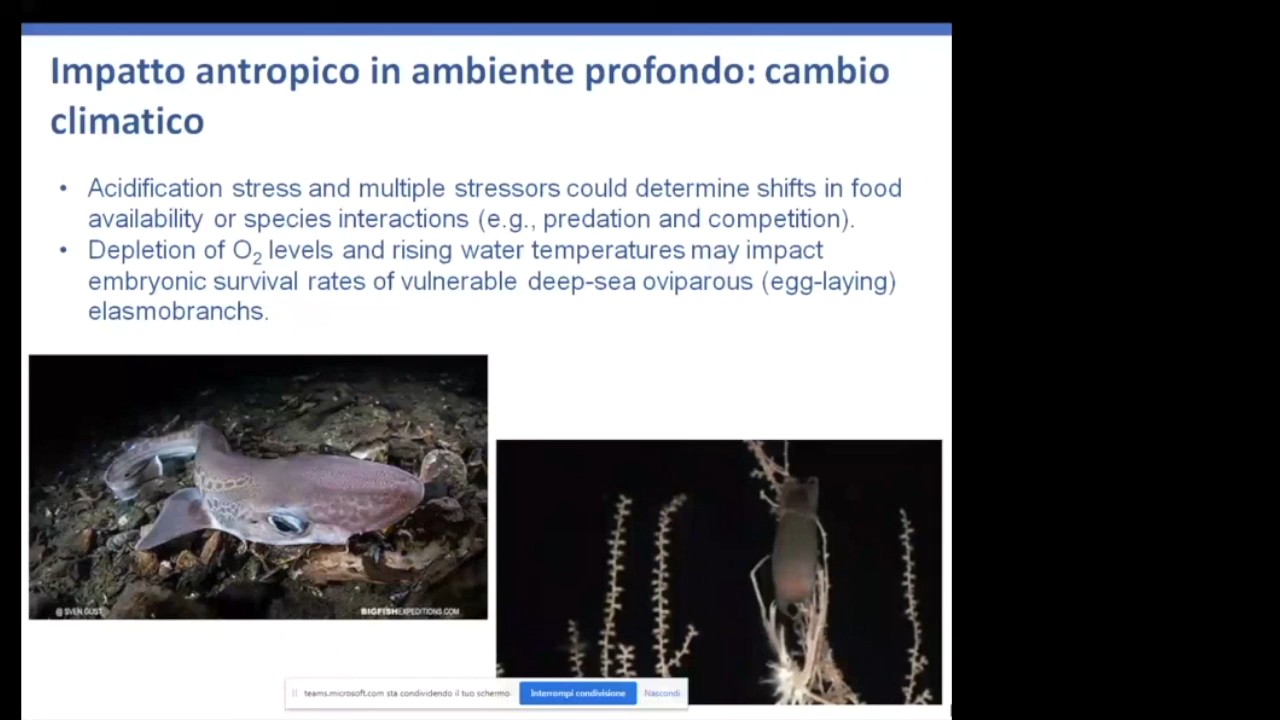 Impatto antropico in ambiente profondo: cambio
climatico
• Acidification stress and multiple stressors could determine shifts in food
availability or species interactions (e.g., predation and competition).
• Depletion of O₂ levels and rising water temperatures may impact
embryonic survival rates of vulnerable deep-sea oviparous (egg-laying)
elasmobranchs.
@ SVEN GUST
BIGFISHEXPEDITIONS.COM
teams.microsoft.com sta condividendo il tuo schermo
Interrompi condivisione
Nascondi